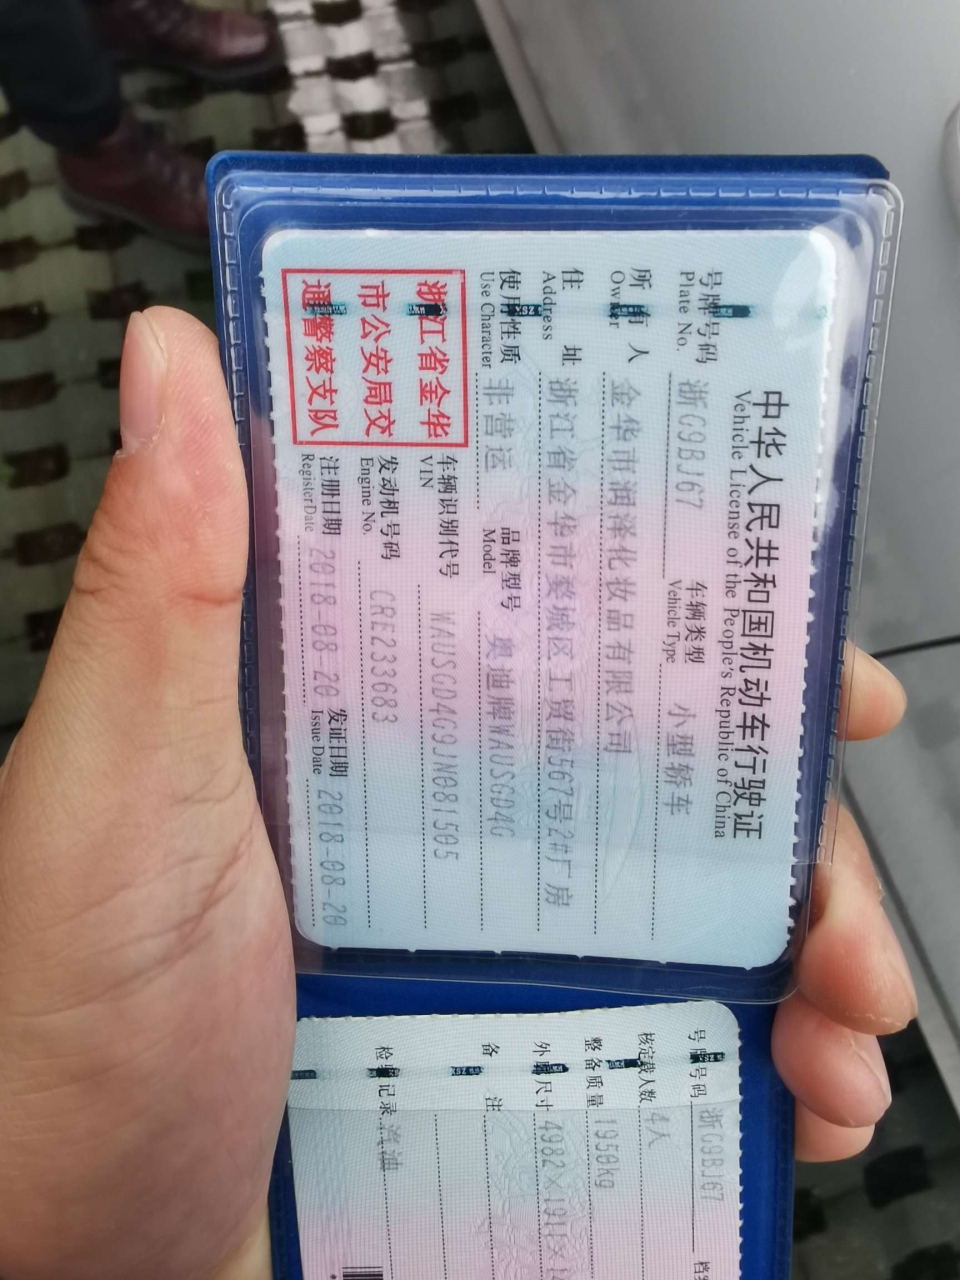 中华人民共和国机动车行驶证
Vehicle License of the People's Republic of China
号牌号码 浙G9BJ67 车辆类型 小型轿车
Plate No. Vehicle Type
所有人 金华市润泽化妆品有限公司
Owner
住址 浙江省金华市婺城区工贸街567号2#厂房
Address
使用性质 非营运 品牌型号 奥迪牌WAUSGD4G
Use Character Model
浙江省金华
市公安局交
通警察支队
车辆识别代号 WAUSGD4G9JN081505
VIN
发动机号码 CRE233683
Engine No.
注册日期 2018-08-20 发证日期 2018-08-20
Register Date Issue Date
号牌号码 浙G9BJ67
核定载人数 4人
整备质量 1950kg
外廓尺寸 4982×1911×
备注
检验记录 汽油